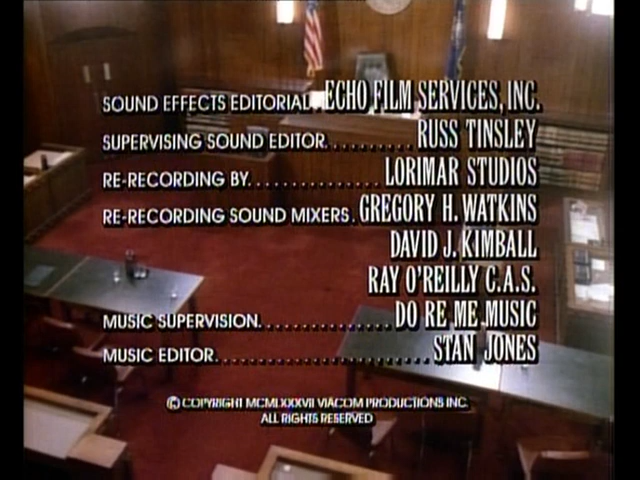 SOUND EFFECTS EDITORIAL. ECHO FILM SERVICES, INC.
SUPERVISING SOUND EDITOR.......... RUSS TINSLEY
RE-RECORDING BY............... LORIMAR STUDIOS
RE-RECORDING SOUND MIXERS. GREGORY H. WATKINS
DAVID J. KIMBALL
RAY O'REILLY C.A.S.
MUSIC SUPERVISION............... DO RE ME MUSIC
MUSIC EDITOR........................ STAN JONES
© COPYRIGHT MCMLXXXVII VIACOM PRODUCTIONS INC.
ALL RIGHTS RESERVED